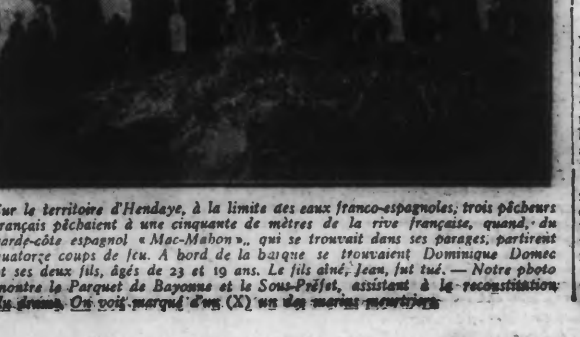 Sur le territoire d'Hendaye, à la limite des eaux franco-espagnoles, trois pêcheurs
français pêchaient à une cinquante de mètres de la rive française, quand, du
garde-côte espagnol « Mac-Mahon », qui se trouvait dans ses parages, partirent
quatorze coups de feu. A bord de la barque se trouvaient Dominique Domec
et ses deux fils, âgés de 23 et 19 ans. Le fils aîné, Jean, fut tué. — Notre photo
montre le Parquet de Bayonne et le Sous-Préfet, assistant à la reconstitution
du drame. On voit marqué d'un (X) un des marins meurtriers